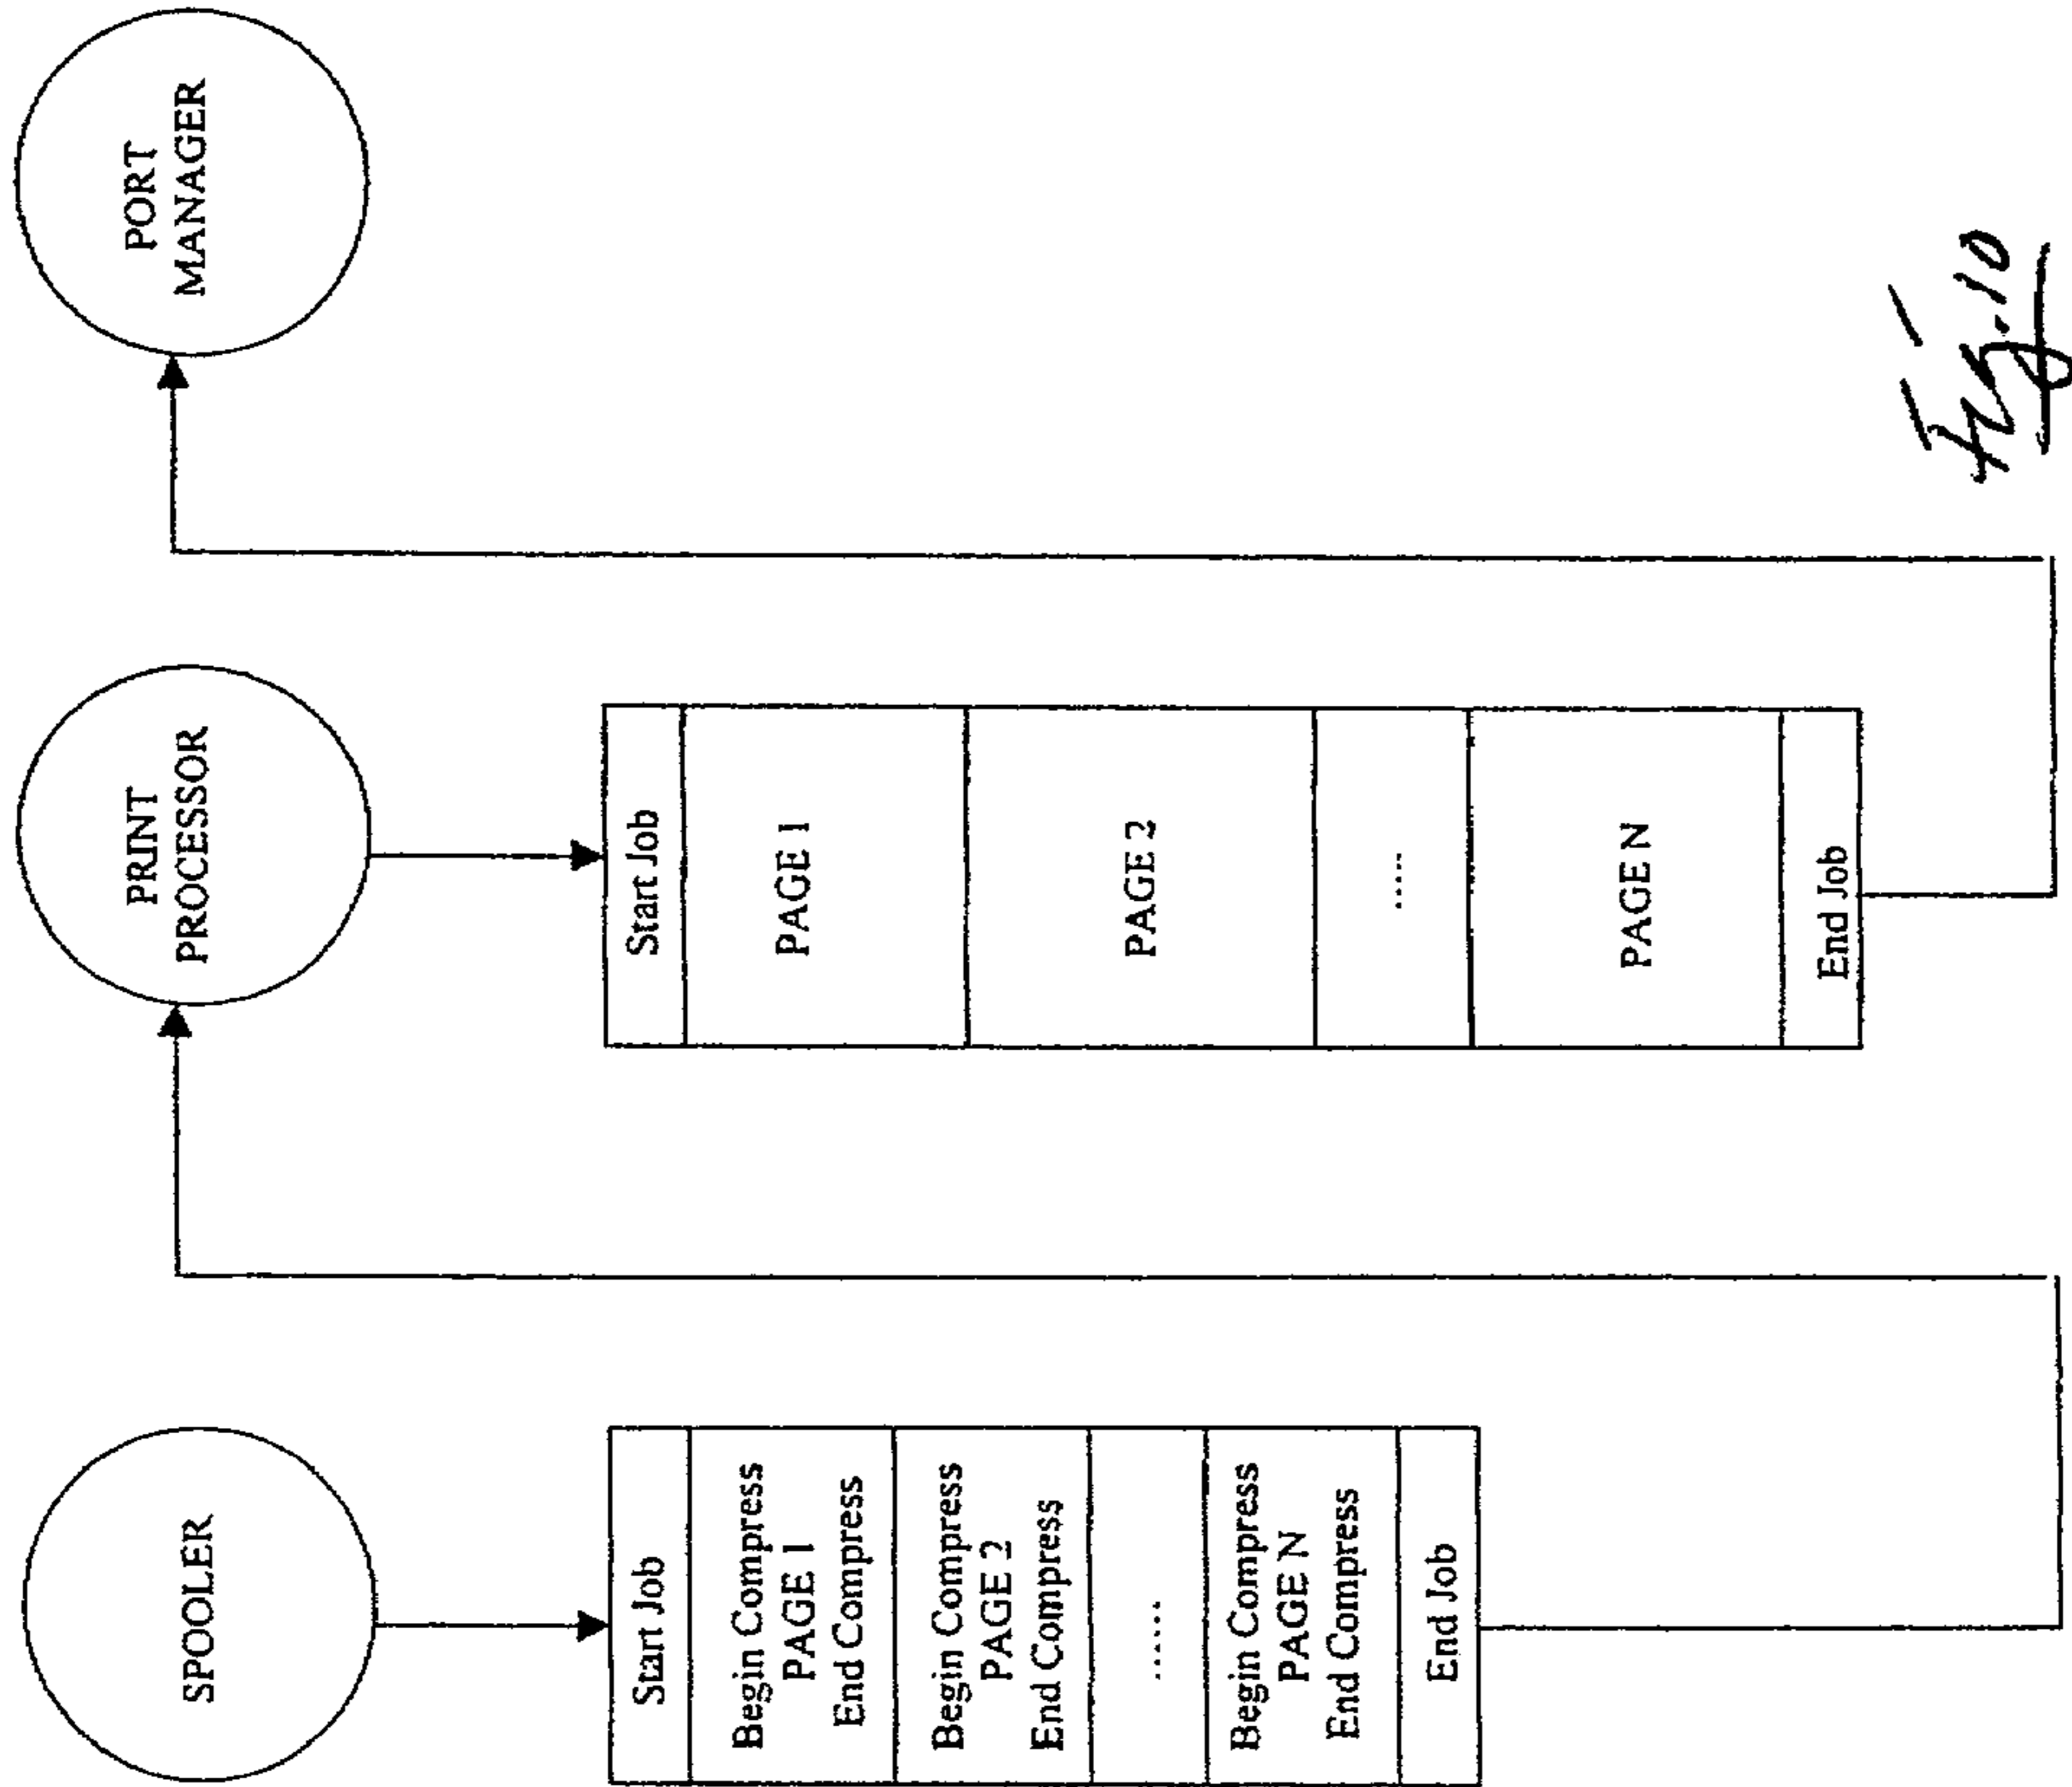 SPOOLER
Start Job
Begin Compress
PAGE 1
End Compress
Begin Compress
PAGE 2
End Compress
......
Begin Compress
PAGE N
End Compress
End Job
PRINT
PROCESSOR
Start Job
PAGE 1
PAGE 2
.....
PAGE N
End Job
PORT
MANAGER
Fig. 10